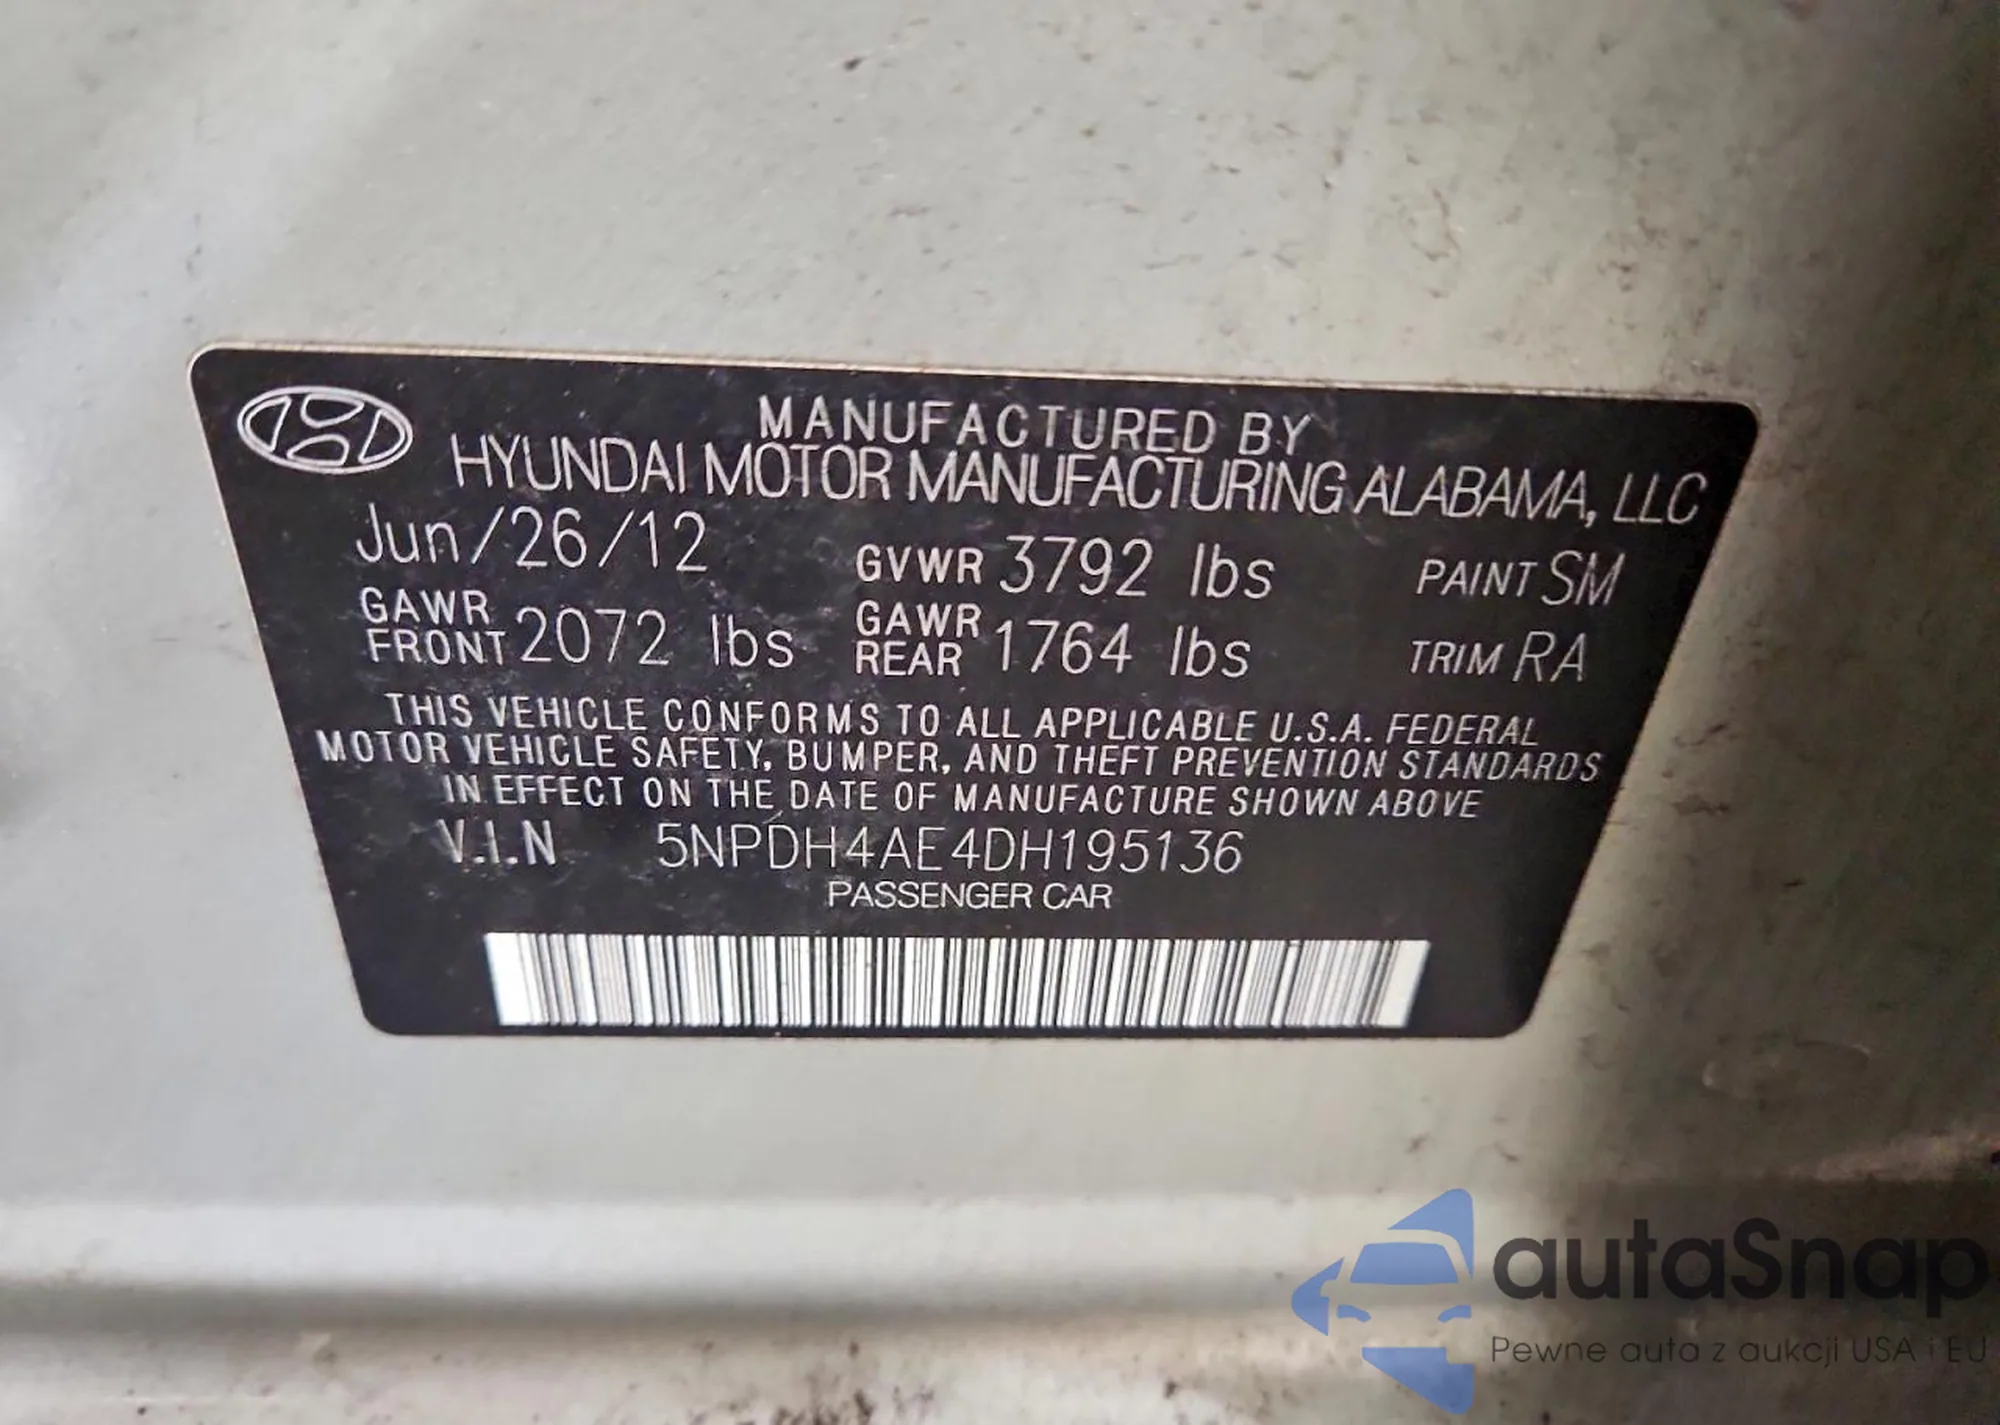 MANUFACTURED BY
HYUNDAI MOTOR MANUFACTURING ALABAMA, LLC
Jun/26/12 GVWR 3792 lbs PAINT SM
GAWR FRONT 2072 lbs GAWR REAR 1764 lbs TRIM RA
THIS VEHICLE CONFORMS TO ALL APPLICABLE U.S.A. FEDERAL
MOTOR VEHICLE SAFETY, BUMPER, AND THEFT PREVENTION STANDARDS
IN EFFECT ON THE DATE OF MANUFACTURE SHOWN ABOVE
V.I.N 5NPDH4AE4DH195136
PASSENGER CAR
autaSnap
Pewne auta z aukcji USA i EU